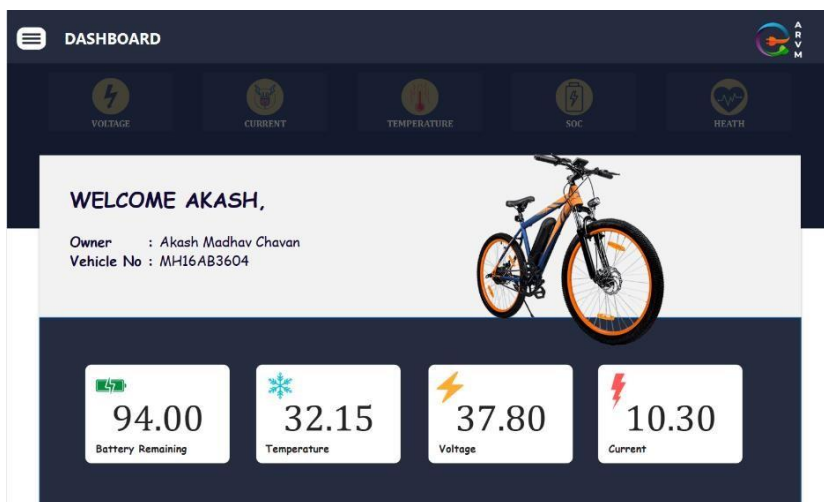 DASHBOARD
A
R
V
M
VOLTAGE
CURRENT
TEMPERATURE
SOC
HEATH
WELCOME AKASH,
Owner : Akash Madhav Chavan
Vehicle No : MH16AB3604
94.00
Battery Remaining
32.15
Temperature
37.80
Voltage
10.30
Current